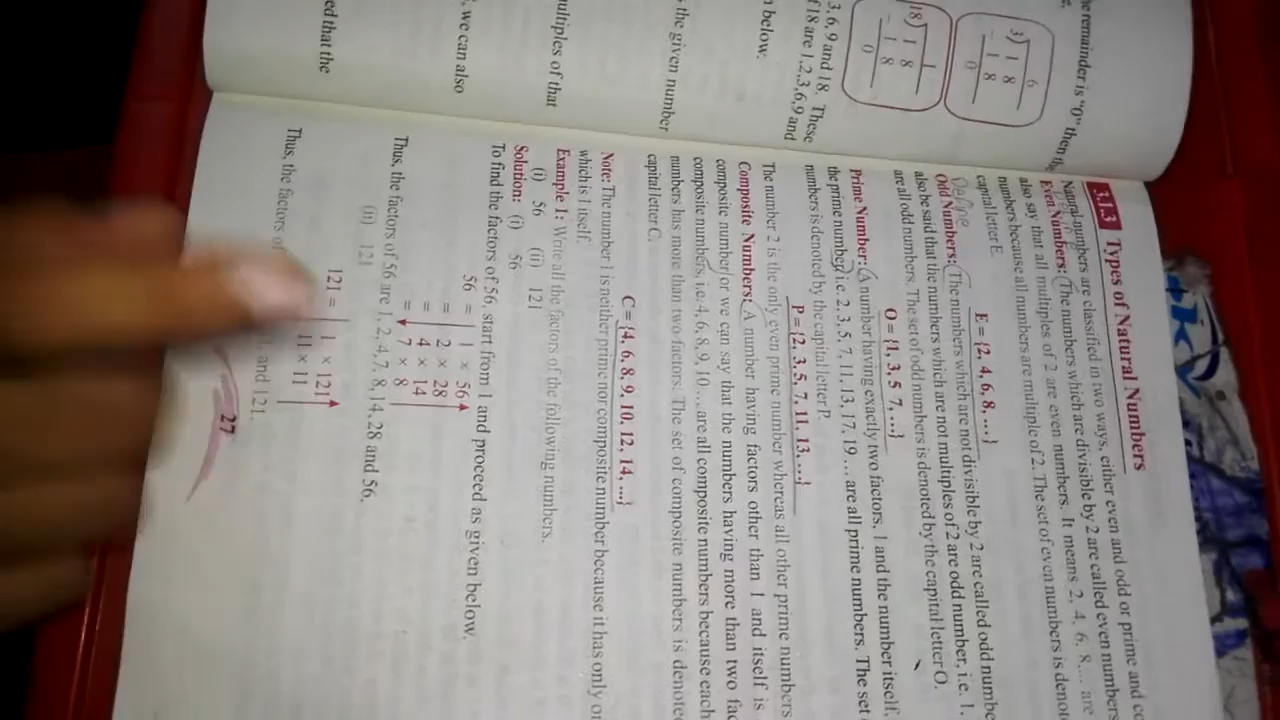 remainder is "0" then
6
3)18
- 18
0
1
18)18
- 18
0
3, 6, 9 and 18. These
f 18 are 1,2,3,6,9 and
below.
the given number
ultiples of that
, we can also
ed that the
3.1.3 Types of Natural Numbers
Natural numbers are classified in two ways, either even and odd or prime and
Even Numbers: The numbers which are divisible by 2 are called even numbers
also say that all multiples of 2 are even numbers. It means 2, 4, 6, 8,... are
numbers because all numbers are multiple of 2. The set of even numbers is
capital letter E.
E = {2, 4, 6, 8, ...}
Define
Odd Numbers: The numbers which are not divisible by 2 are called odd
also be said that the numbers which are not multiples of 2 are odd number, i.e. 1,
are all odd numbers. The set of odd numbers is denoted by the capital letter O.
O = {1, 3, 5 7, ...}
Prime Number: A number having exactly two factors, 1 and the number itself,
the prime number i.e. 2, 3, 5, 7, 11, 13, 17, 19 ... are all prime numbers. The set
numbers is denoted by the capital letter P.
P = {2, 3, 5, 7, 11, 13, ...}
The number 2 is the only even prime number whereas all other prime numbers
Composite Numbers: A number having factors other than 1 and itself is
composite number or we can say that the numbers having more than two
composite numbers, i.e. 4, 6, 8, 9, 10... are all composite numbers because each
numbers has more than two factors. The set of composite numbers is
capital letter C.
C = {4, 6, 8, 9, 10, 12, 14, ...}
Note: The number 1 is neither prime nor composite number because it has only
which is 1 itself.
Example 1: Write all the factors of the following numbers.
(i) 56 (ii) 121
Solution: (i) 56
To find the factors of 56, start from 1 and proceed as given below.
56 = 1 × 56
= 2 × 28
= 4 × 14
= 7 × 8
Thus, the factors of 56 are 1, 2, 4, 7, 8, 14, 28 and 56.
(ii) 121
121 = 1 × 121
11 × 11
Thus, the factors of and 121.
27